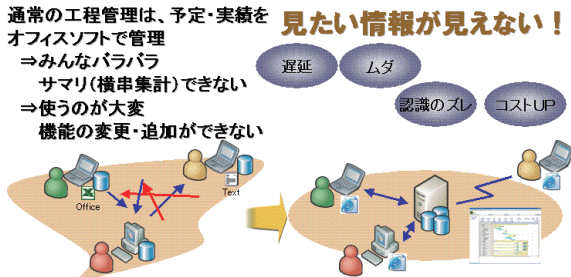 通常の工程管理は、予定・実績を
オフィスソフトで管理
⇒みんなバラバラ
サマリ(横串集計)できない
⇒使うのが大変
機能の変更・追加ができない
見たい情報が見えない！
遅延
ムダ
認識のズレ
コストUP
Office
Text